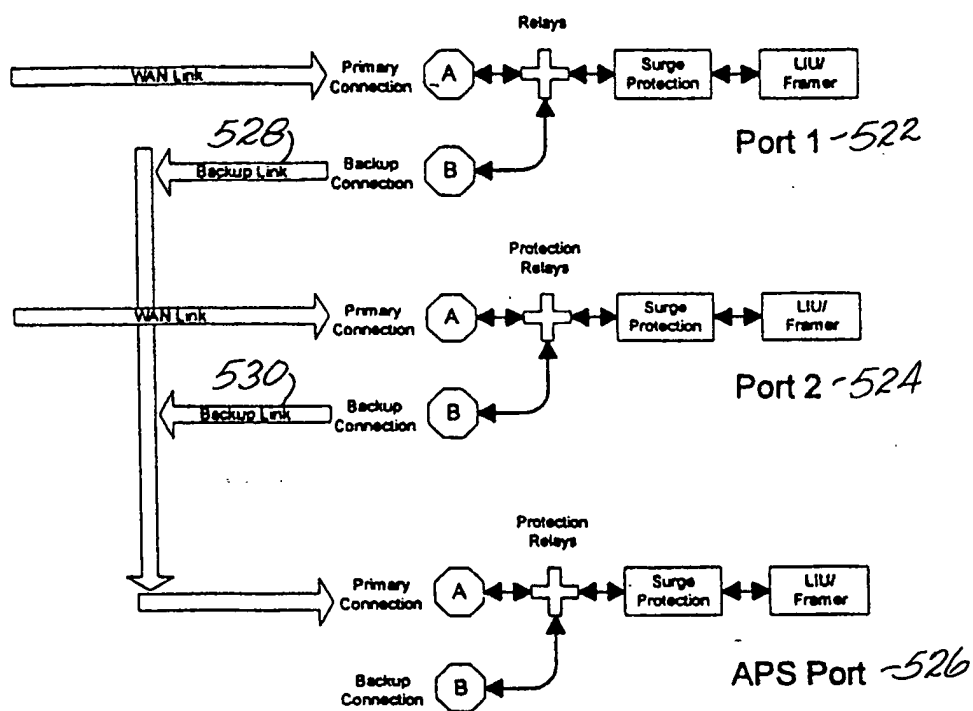 Relays
WAN Link
Primary
Connection
A
Surge
Protection
LIU/
Framer
Port 1 -522
528
Backup Link
Backup
Connection
B
Protection
Relays
WAN Link
Primary
Connection
A
Surge
Protection
LIU/
Framer
Port 2 -524
530
Backup Link
Backup
Connection
B
Protection
Relays
Primary
Connection
A
Surge
Protection
LIU/
Framer
APS Port -526
Backup
Connection
B